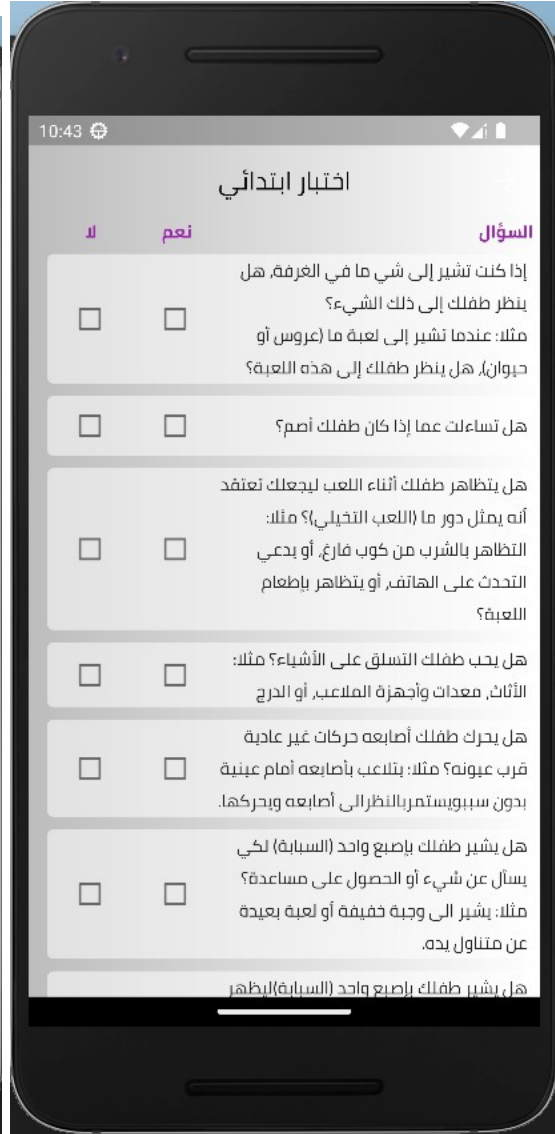 10:43
اختبار ابتدائي
السؤال نعم لا
إذا كنت تشير إلى شي ما في الغرفة, هل
ينظر طفلك إلى ذلك الشيء؟
مثلا: عندما تشير إلى لعبة ما (عروس أو
حيوان), هل ينظر طفلك إلى هذه اللعبة؟
هل تساءلت عما إذا كان طفلك أصم؟
هل يتظاهر طفلك أثناء اللعب ليجعلك تعتقد
أنه يمثل دور ما (اللعب التخيلي)؟ مثلا:
التظاهر بالشرب من كوب فارغ, أو يدعي
التحدث على الهاتف, أو يتظاهر بإطعام
اللعبة؟
هل يحب طفلك التسلق على الأشياء؟ مثلا:
الأثاث, معدات وأجهزة الملاعب, أو الدرج
هل يحرك طفلك أصابعه حركات غير عادية
قرب عيونه؟ مثلا: يتلاعب بأصابعه أمام عينية
بدون سببويستمربالنظرالى أصابعه ويحركها.
هل يشير طفلك بإصبع واحد (السبابة) لكي
يسأل عن شيء أو الحصول على مساعدة؟
مثلا: يشير الى وجبة خفيفة أو لعبة بعيدة
عن متناول يده.
هل يشير طفلك بإصبع واحد (السبابة)ليظهر